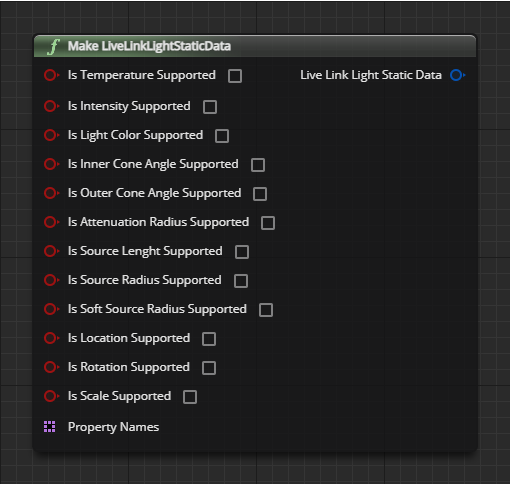 f Make LiveLinkLightStaticData
Is Temperature Supported Live Link Light Static Data
Is Intensity Supported
Is Light Color Supported
Is Inner Cone Angle Supported
Is Outer Cone Angle Supported
Is Attenuation Radius Supported
Is Source Lenght Supported
Is Source Radius Supported
Is Soft Source Radius Supported
Is Location Supported
Is Rotation Supported
Is Scale Supported
Property Names